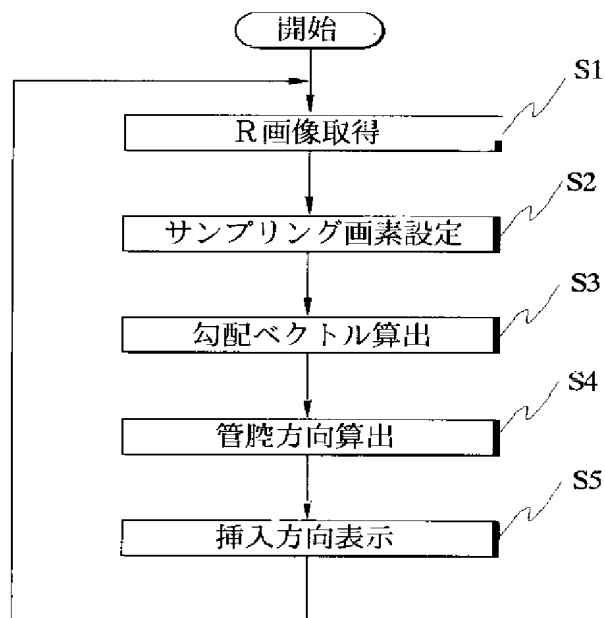 開始
S1
R画像取得
S2
サンプリング画素設定
S3
勾配ベクトル算出
S4
管腔方向算出
S5
挿入方向表示